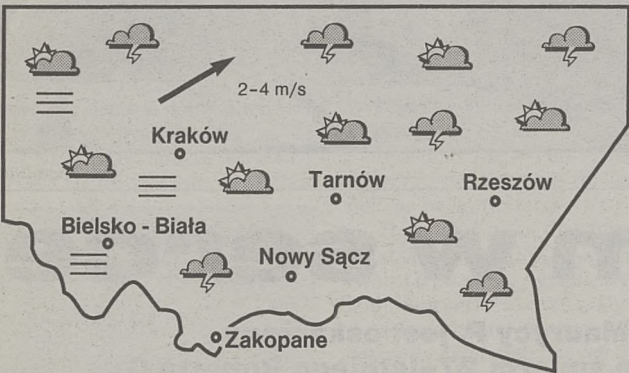 2-4 m/s
Kraków
Tarnów
Rzeszów
Bielsko - Biała
Nowy Sącz
Zakopane